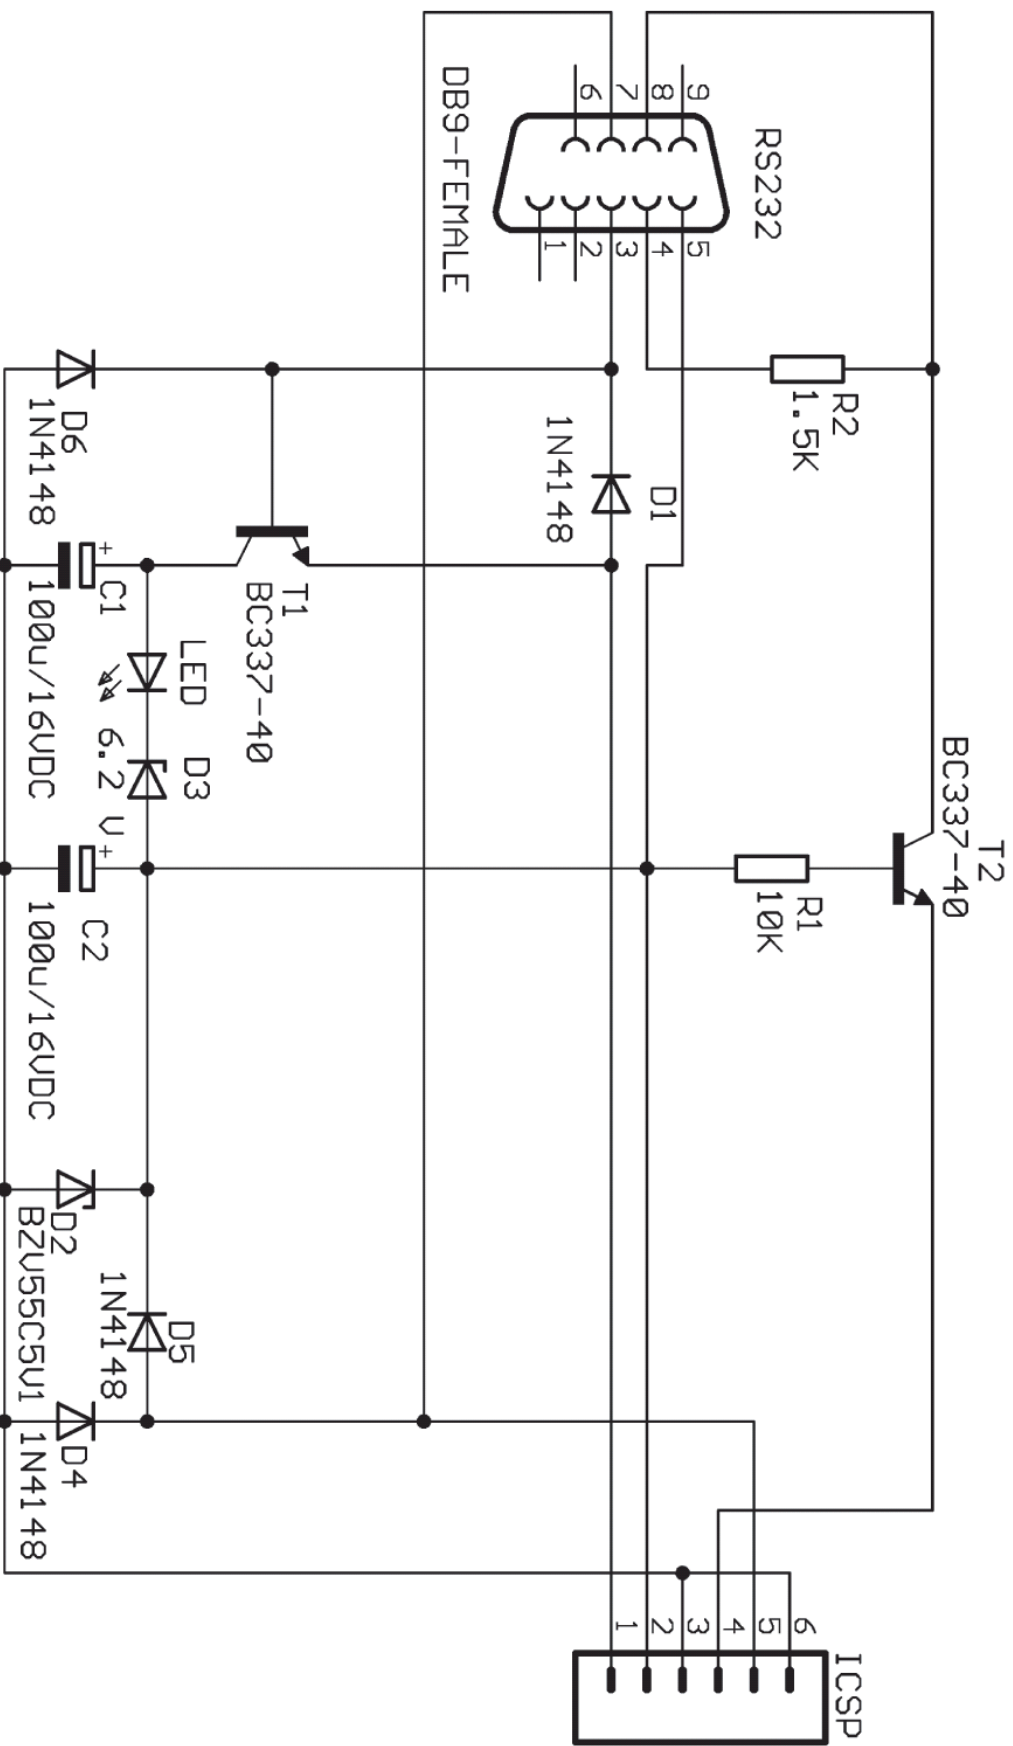 RS232
9
8
7
6
5
4
3
2
1
DB9-FEMALE
R2
1.5K
D1
1N4148
D6
1N4148
T1
BC337-40
+
C1
100u/16VDC
LED
D3
6.2 V
+
C2
100u/16VDC
T2
BC337-40
R1
10K
D2
BZV55C5V1
D5
1N4148
D4
1N4148
6
5
4
3
2
1
ICSP